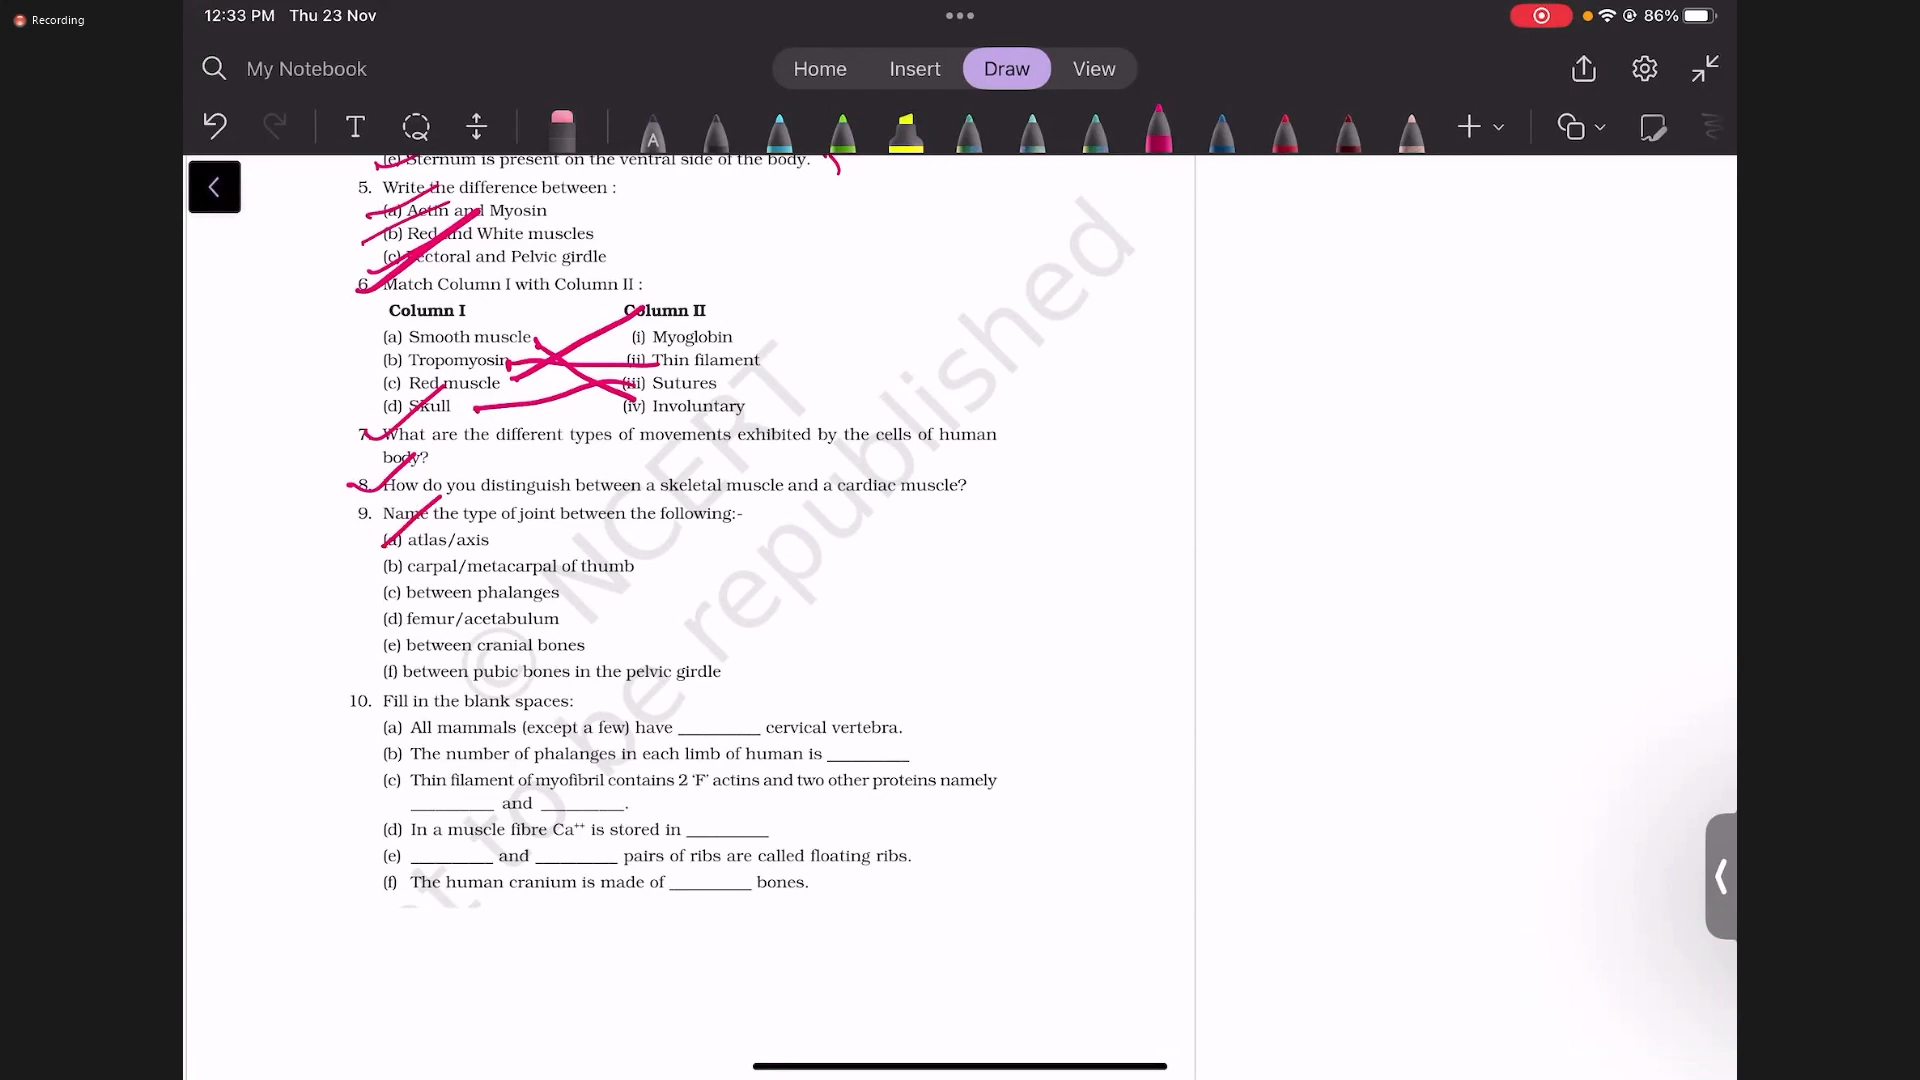 Recording
12:33 PM Thu 23 Nov
86%
My Notebook
Home Insert Draw View
T A
(e) Sternum is present on the ventral side of the body.
5. Write the difference between :
(a) Actin and Myosin
(b) Red and White muscles
(c) Pectoral and Pelvic girdle
6. Match Column I with Column II :
Column I Column II
(a) Smooth muscle (i) Myoglobin
(b) Tropomyosin (ii) Thin filament
(c) Red muscle (iii) Sutures
(d) Skull (iv) Involuntary
7. What are the different types of movements exhibited by the cells of human
body?
8. How do you distinguish between a skeletal muscle and a cardiac muscle?
9. Name the type of joint between the following:-
(a) atlas/axis
(b) carpal/metacarpal of thumb
(c) between phalanges
(d) femur/acetabulum
(e) between cranial bones
(f) between pubic bones in the pelvic girdle
10. Fill in the blank spaces:
(a) All mammals (except a few) have __________ cervical vertebra.
(b) The number of phalanges in each limb of human is __________
(c) Thin filament of myofibril contains 2 ‘F’ actins and two other proteins namely
__________ and __________.
(d) In a muscle fibre Ca⁺⁺ is stored in __________
(e) __________ and __________ pairs of ribs are called floating ribs.
(f) The human cranium is made of __________ bones.
© NCERT
not to be republished